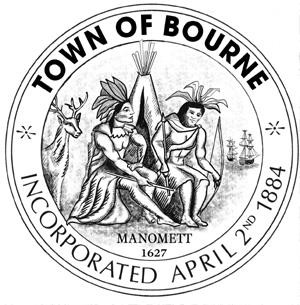 TOWN OF BOURNE
MANOMETT
1627
INCORPORATED APRIL 2ND 1884